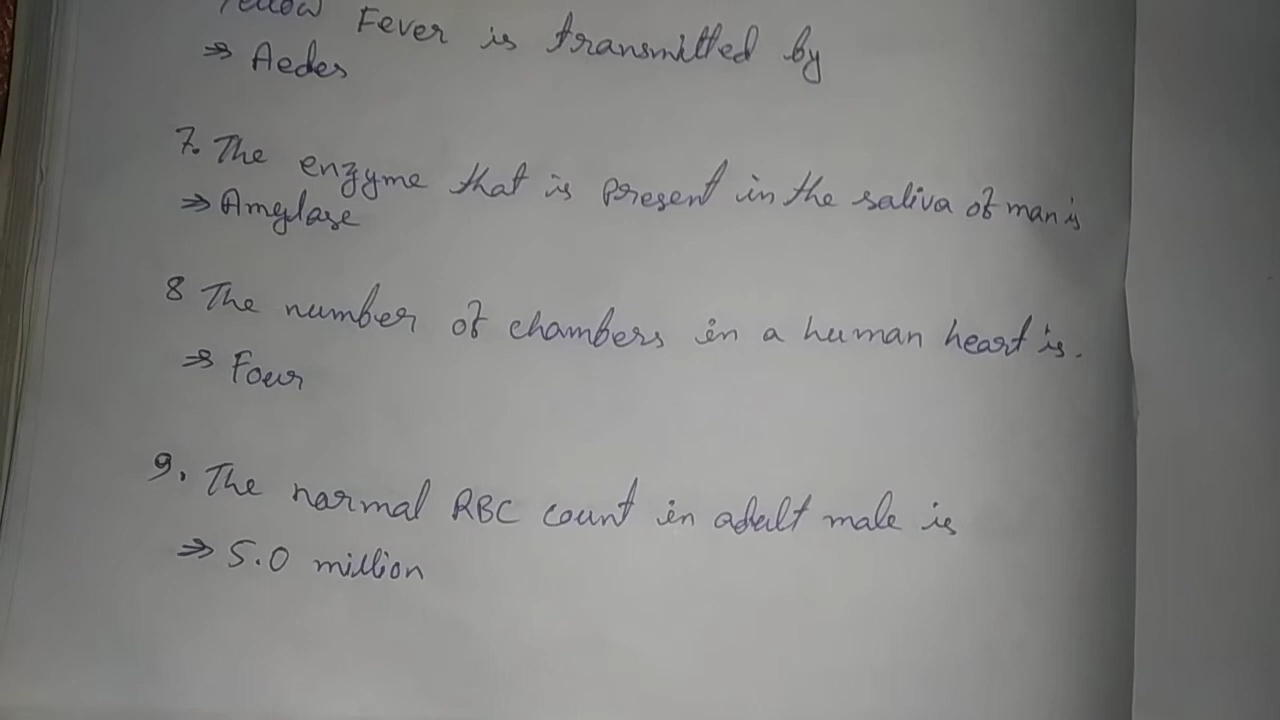 Yellow Fever is transmitted by
⇒ Aedes
7. The enzyme that is present in the saliva of man is
⇒ Amylase
8 The number of chambers in a human heart is.
⇒ Four
9. The normal RBC count in adult male is
⇒ 5.0 million